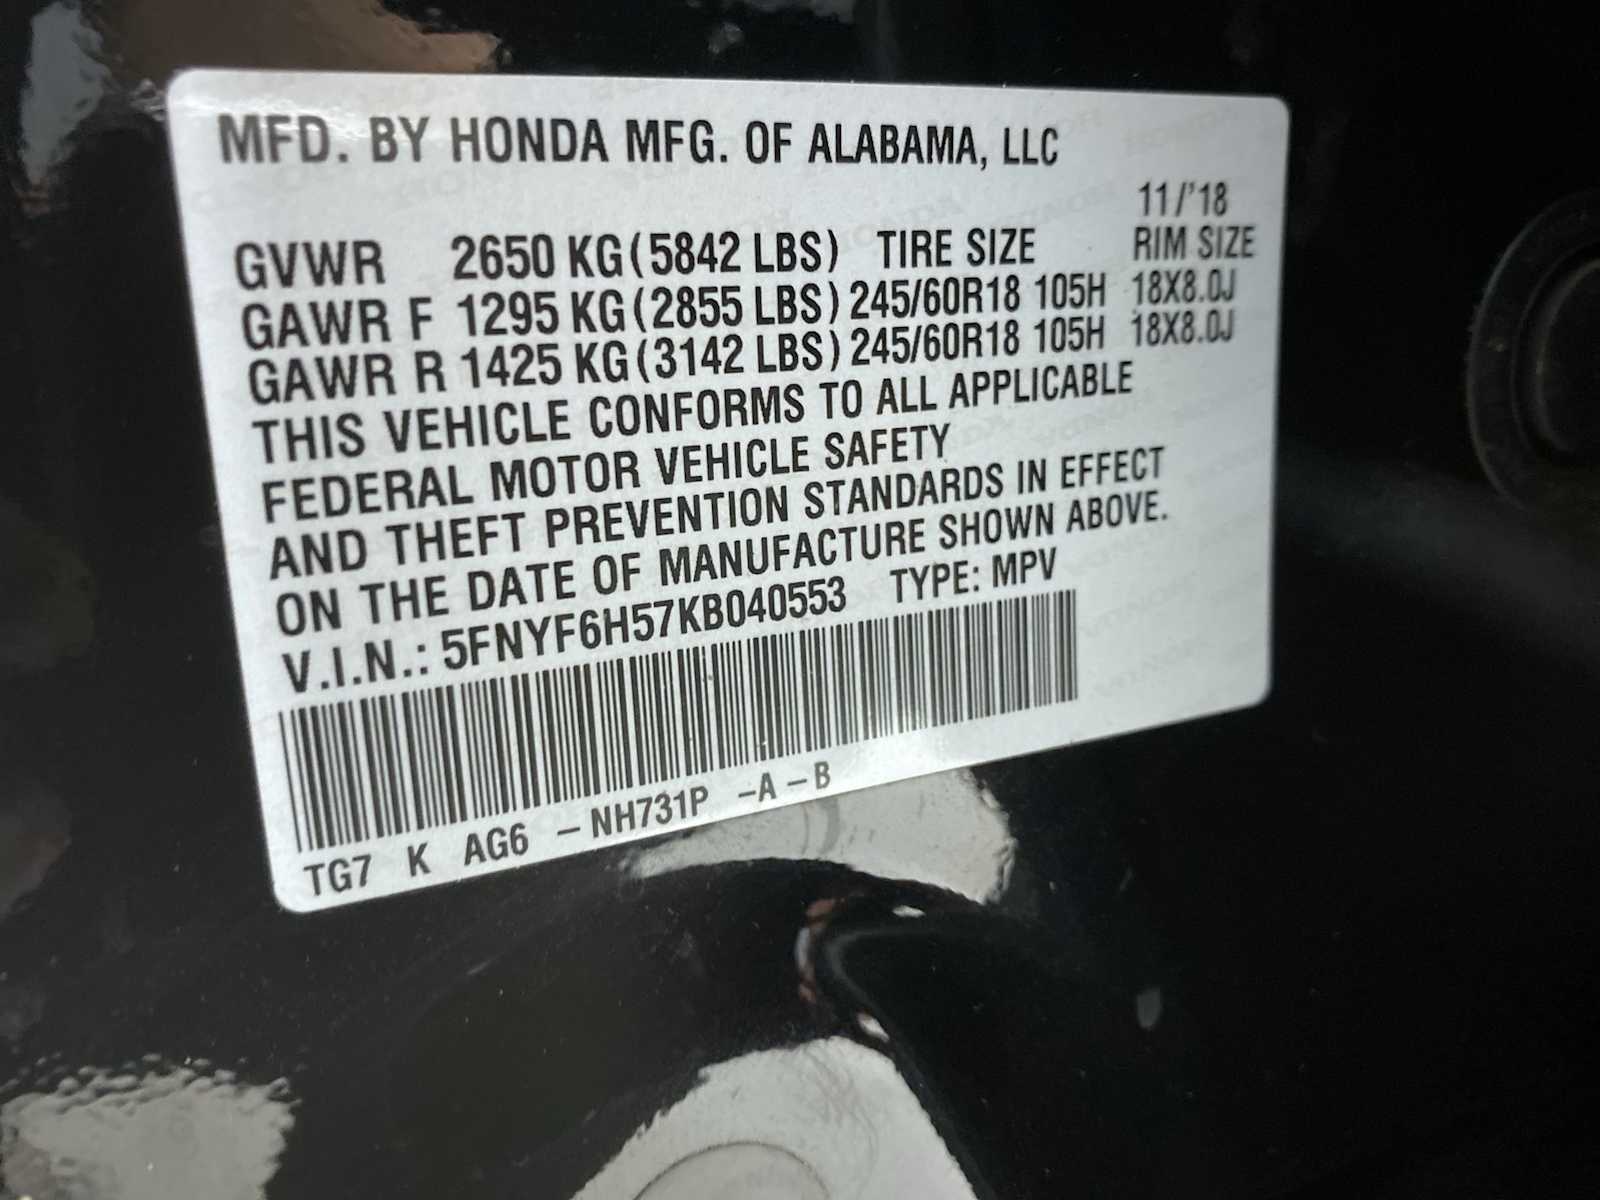 MFD. BY HONDA MFG. OF ALABAMA, LLC
11/'18
GVWR 2650 KG (5842 LBS) TIRE SIZE RIM SIZE
GAWR F 1295 KG (2855 LBS) 245/60R18 105H 18X8.0J
GAWR R 1425 KG (3142 LBS) 245/60R18 105H 18X8.0J
THIS VEHICLE CONFORMS TO ALL APPLICABLE
FEDERAL MOTOR VEHICLE SAFETY
AND THEFT PREVENTION STANDARDS IN EFFECT
ON THE DATE OF MANUFACTURE SHOWN ABOVE.
V.I.N.: 5FNYF6H57KB040553 TYPE: MPV
TG7 K AG6 -NH731P -A-B